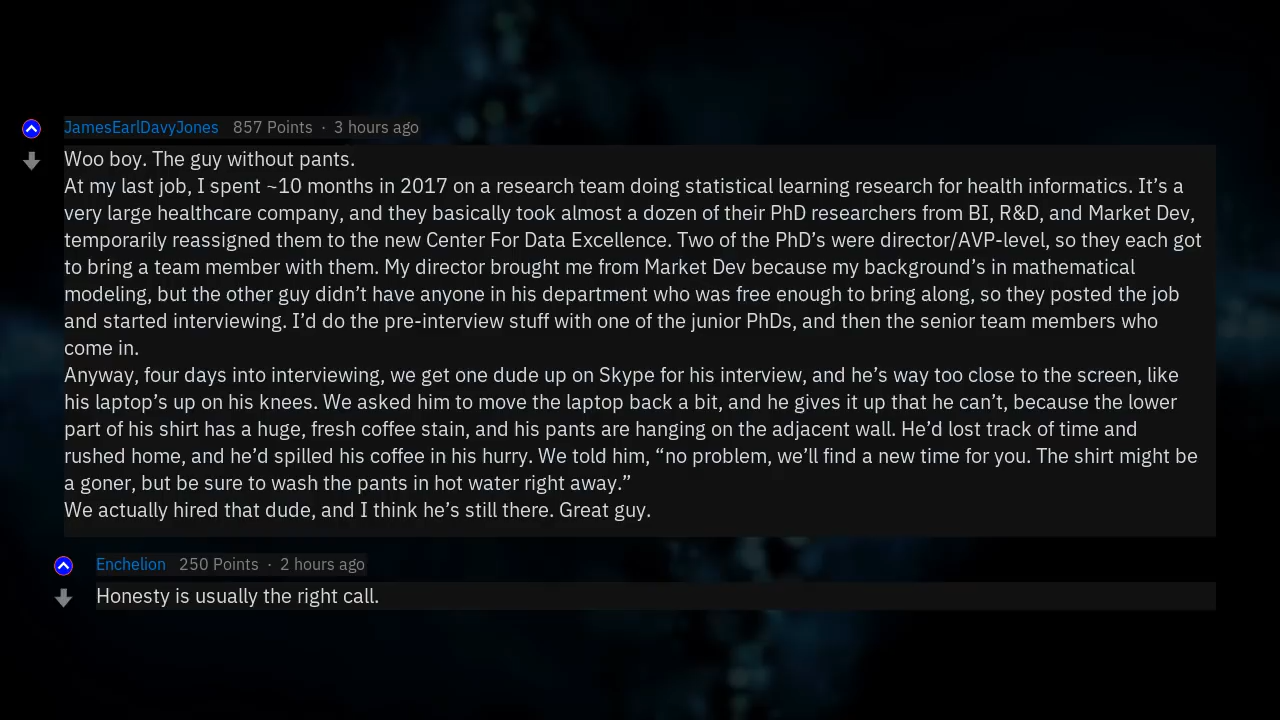 JamesEarlDavyJones 857 Points · 3 hours ago
Woo boy. The guy without pants.
At my last job, I spent ~10 months in 2017 on a research team doing statistical learning research for health informatics. It’s a
very large healthcare company, and they basically took almost a dozen of their PhD researchers from BI, R&D, and Market Dev,
temporarily reassigned them to the new Center For Data Excellence. Two of the PhD’s were director/AVP-level, so they each got
to bring a team member with them. My director brought me from Market Dev because my background’s in mathematical
modeling, but the other guy didn’t have anyone in his department who was free enough to bring along, so they posted the job
and started interviewing. I’d do the pre-interview stuff with one of the junior PhDs, and then the senior team members who
come in.
Anyway, four days into interviewing, we get one dude up on Skype for his interview, and he’s way too close to the screen, like
his laptop’s up on his knees. We asked him to move the laptop back a bit, and he gives it up that he can’t, because the lower
part of his shirt has a huge, fresh coffee stain, and his pants are hanging on the adjacent wall. He’d lost track of time and
rushed home, and he’d spilled his coffee in his hurry. We told him, “no problem, we’ll find a new time for you. The shirt might be
a goner, but be sure to wash the pants in hot water right away.”
We actually hired that dude, and I think he’s still there. Great guy.
Enchelion 250 Points · 2 hours ago
Honesty is usually the right call.